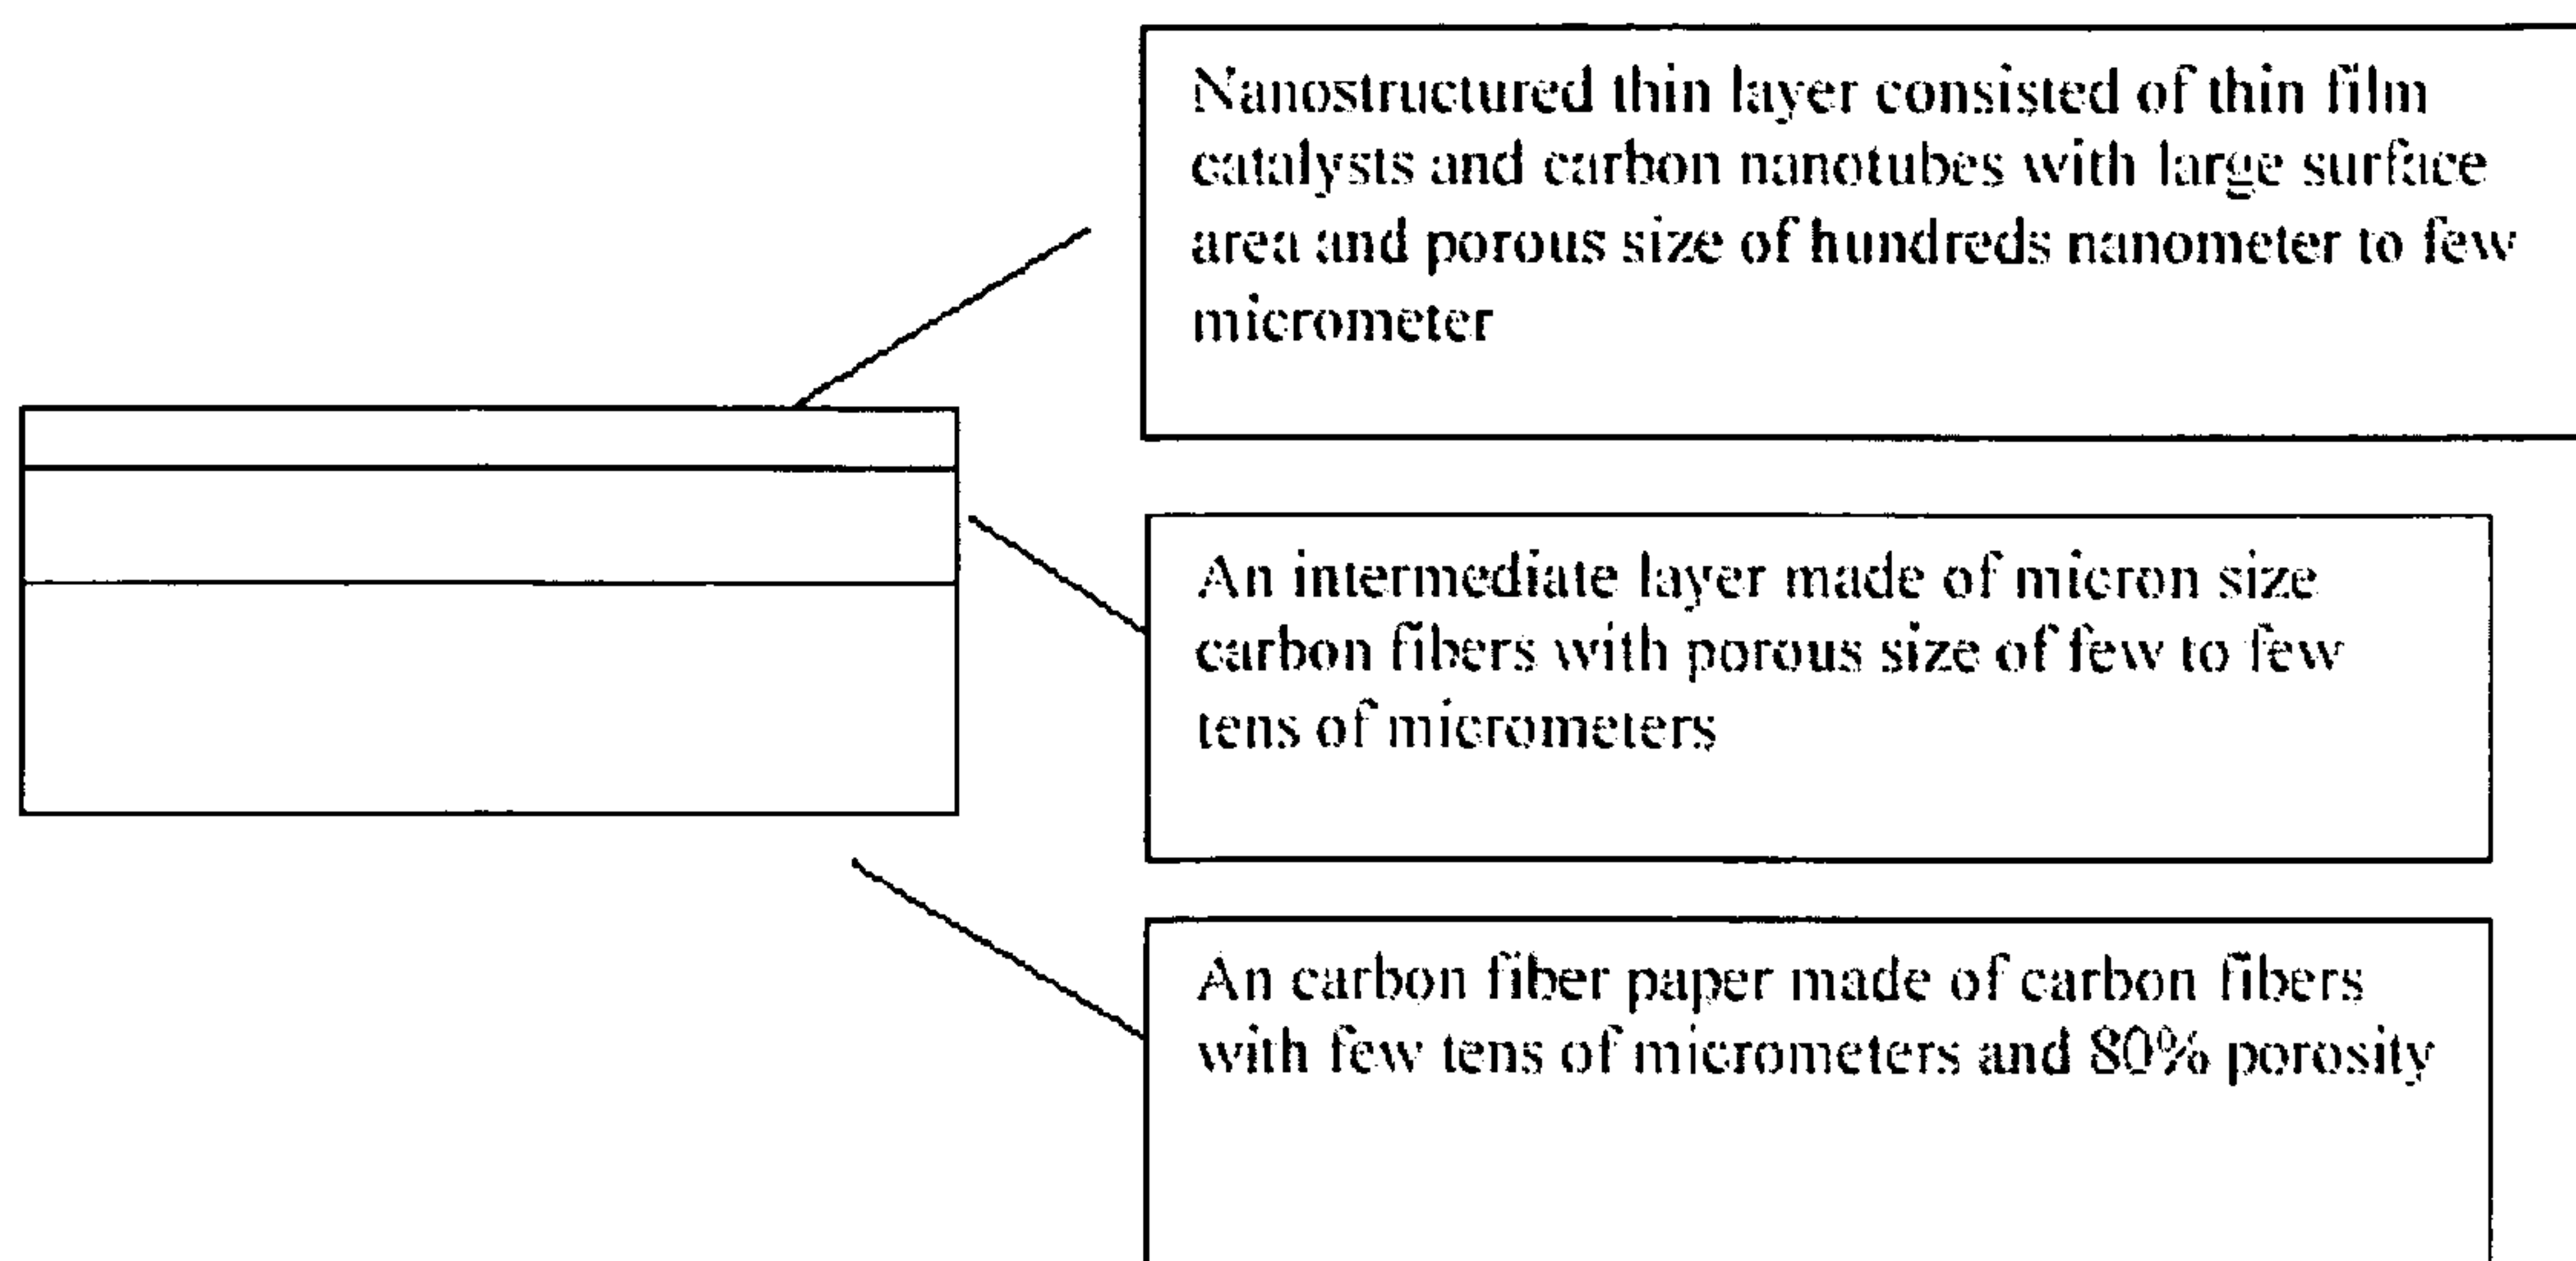 Nanostructured thin layer consisted of thin film
catalysts and carbon nanotubes with large surface
area and porous size of hundreds nanometer to few
micrometer
An intermediate layer made of micron size
carbon fibers with porous size of few to few
tens of micrometers
An carbon fiber paper made of carbon fibers
with few tens of micrometers and 80% porosity